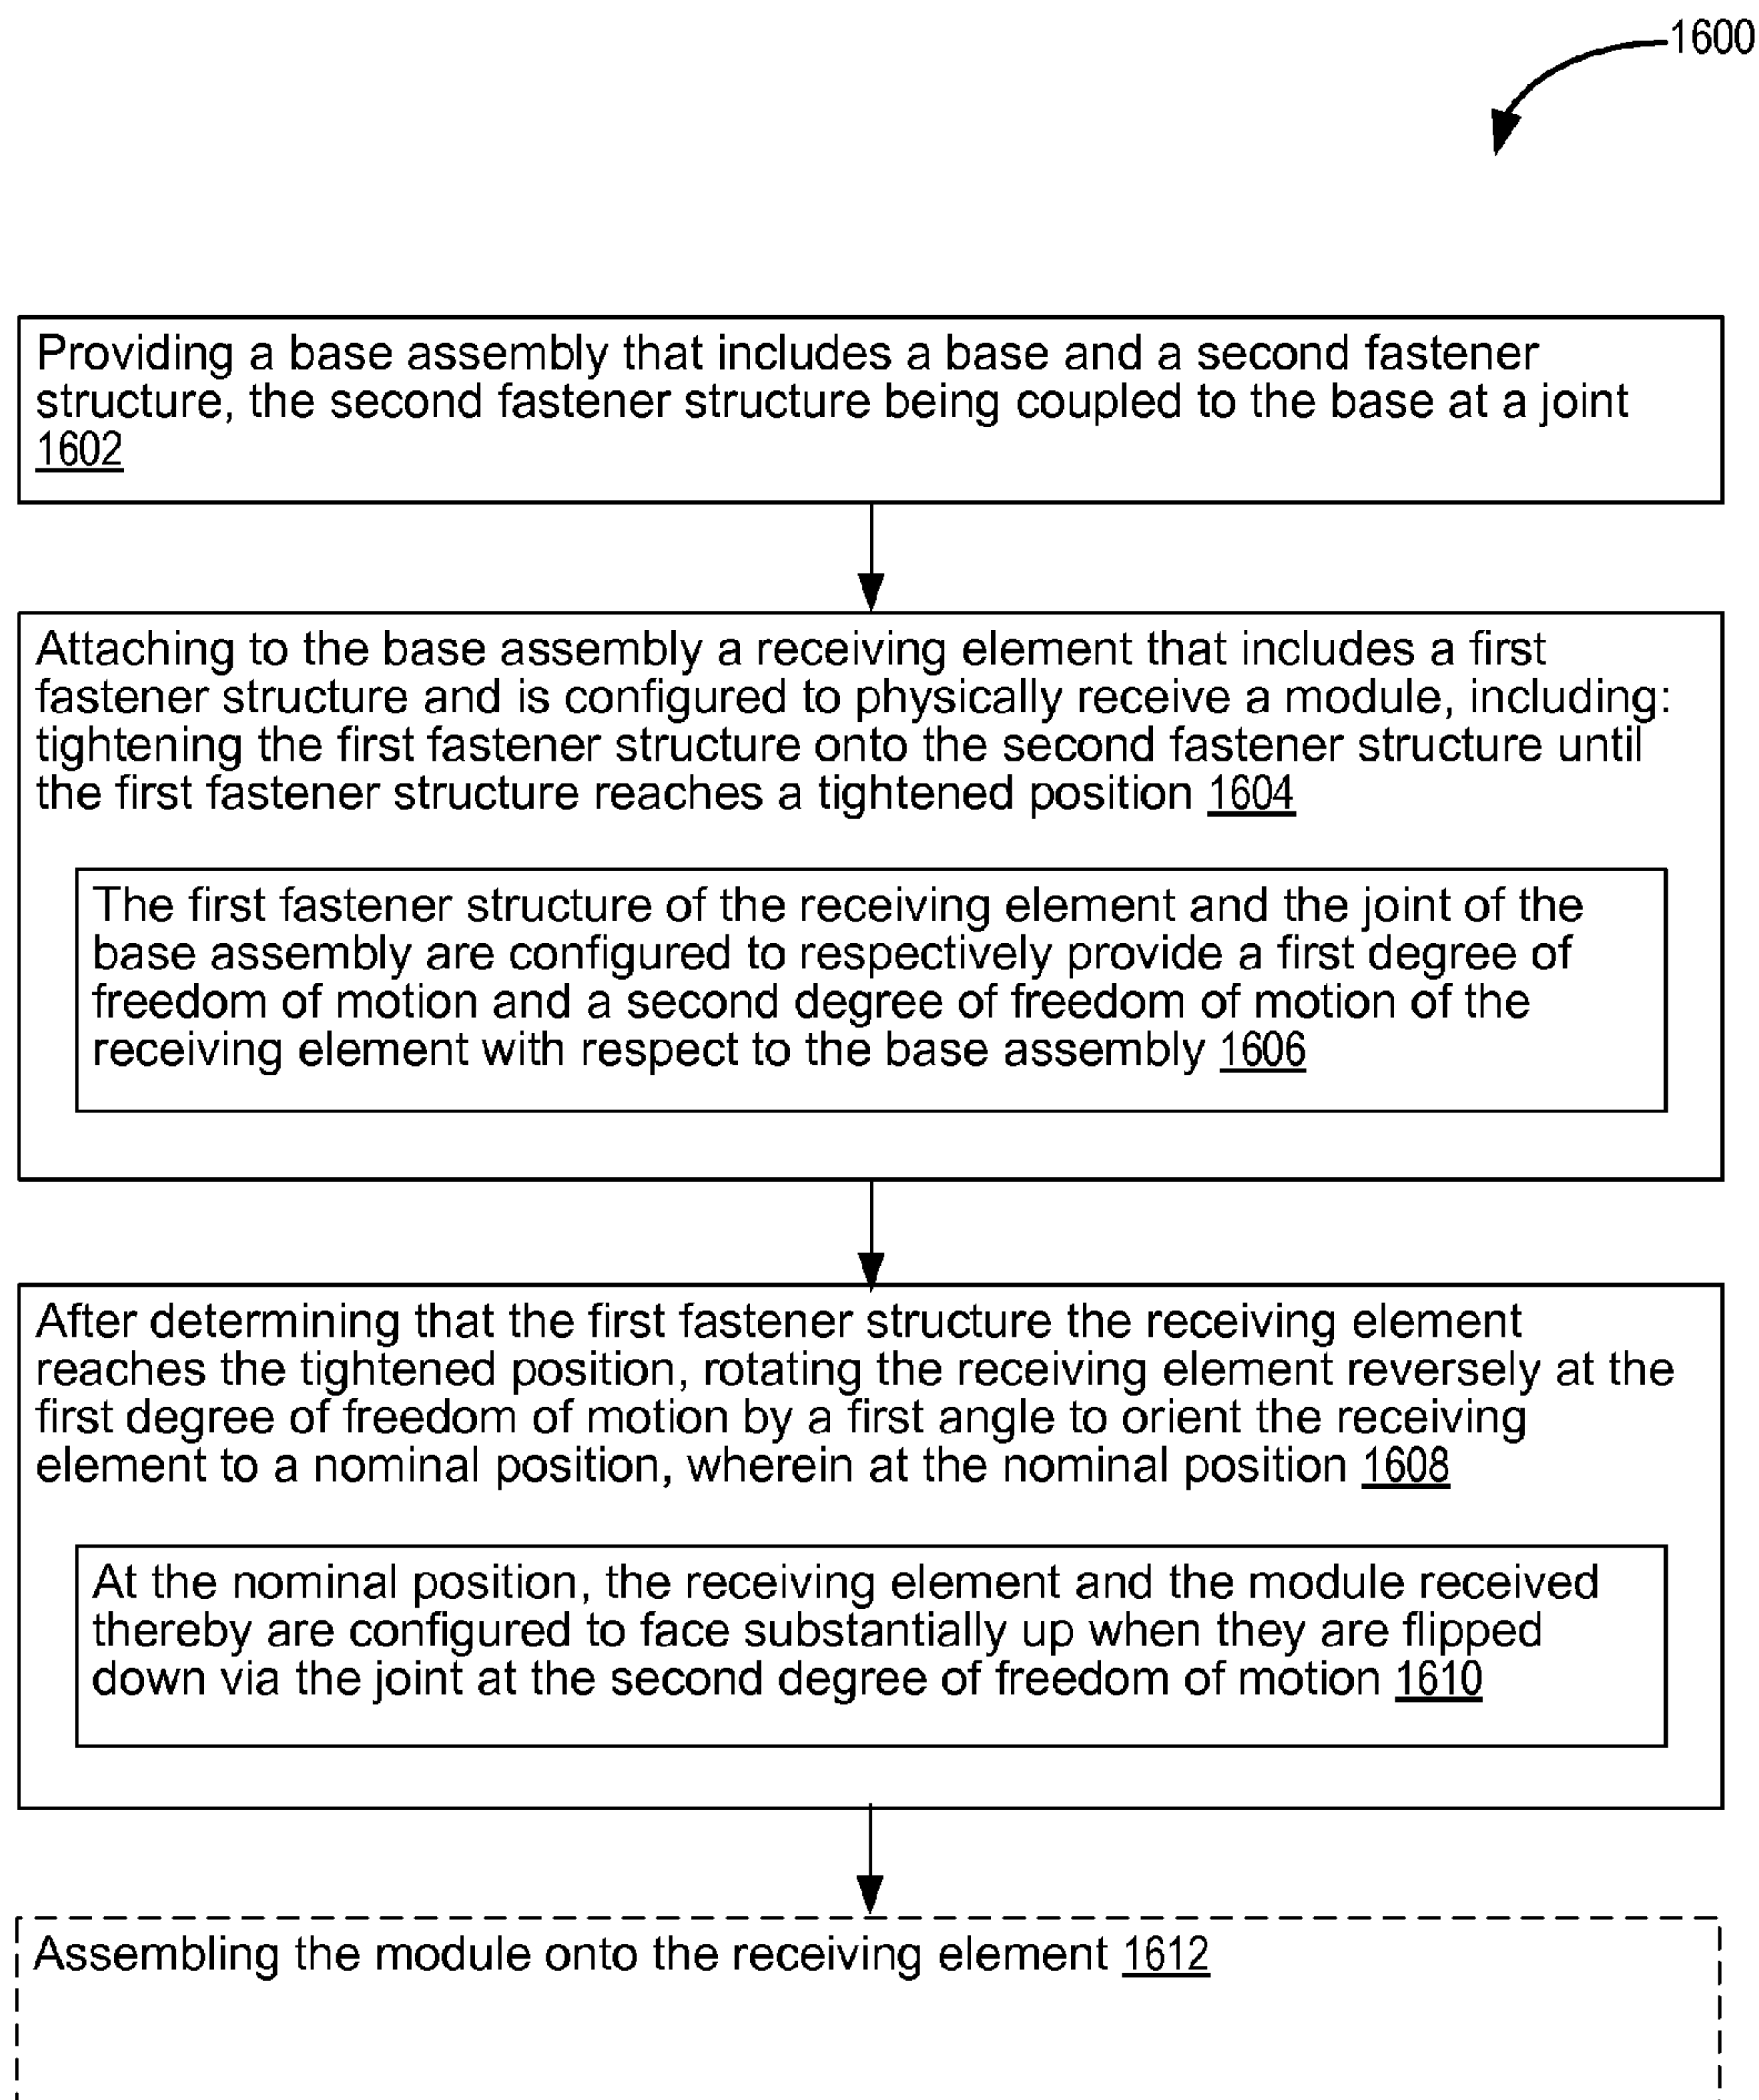 1600
Providing a base assembly that includes a base and a second fastener
structure, the second fastener structure being coupled to the base at a joint
1602
Attaching to the base assembly a receiving element that includes a first
fastener structure and is configured to physically receive a module, including:
tightening the first fastener structure onto the second fastener structure until
the first fastener structure reaches a tightened position 1604
The first fastener structure of the receiving element and the joint of the
base assembly are configured to respectively provide a first degree of
freedom of motion and a second degree of freedom of motion of the
receiving element with respect to the base assembly 1606
After determining that the first fastener structure the receiving element
reaches the tightened position, rotating the receiving element reversely at the
first degree of freedom of motion by a first angle to orient the receiving
element to a nominal position, wherein at the nominal position 1608
At the nominal position, the receiving element and the module received
thereby are configured to face substantially up when they are flipped
down via the joint at the second degree of freedom of motion 1610
Assembling the module onto the receiving element 1612